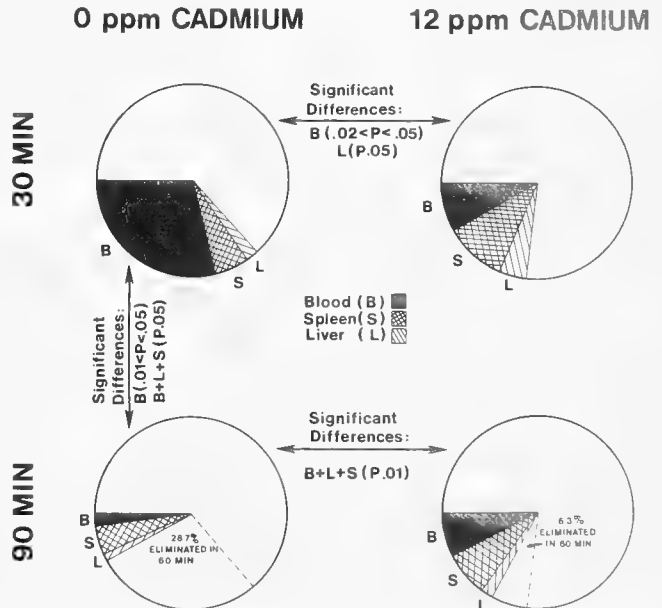 0 ppm CADMIUM
12 ppm CADMIUM
30 MIN
Significant
Differences:
B (.02<P<.05)
L(P.05)
B
S
L
B
S
L
Significant
Differences:
B(.01<P<.05)
B+L+S (P.05)
Blood (B)
Spleen(S)
Liver (L)
90 MIN
Significant
Differences:
B+L+S (P.01)
B
S
L
28.7%
ELIMINATED IN
60 MIN
B
S
L
6.3%
ELIMINATED
IN 60 MIN